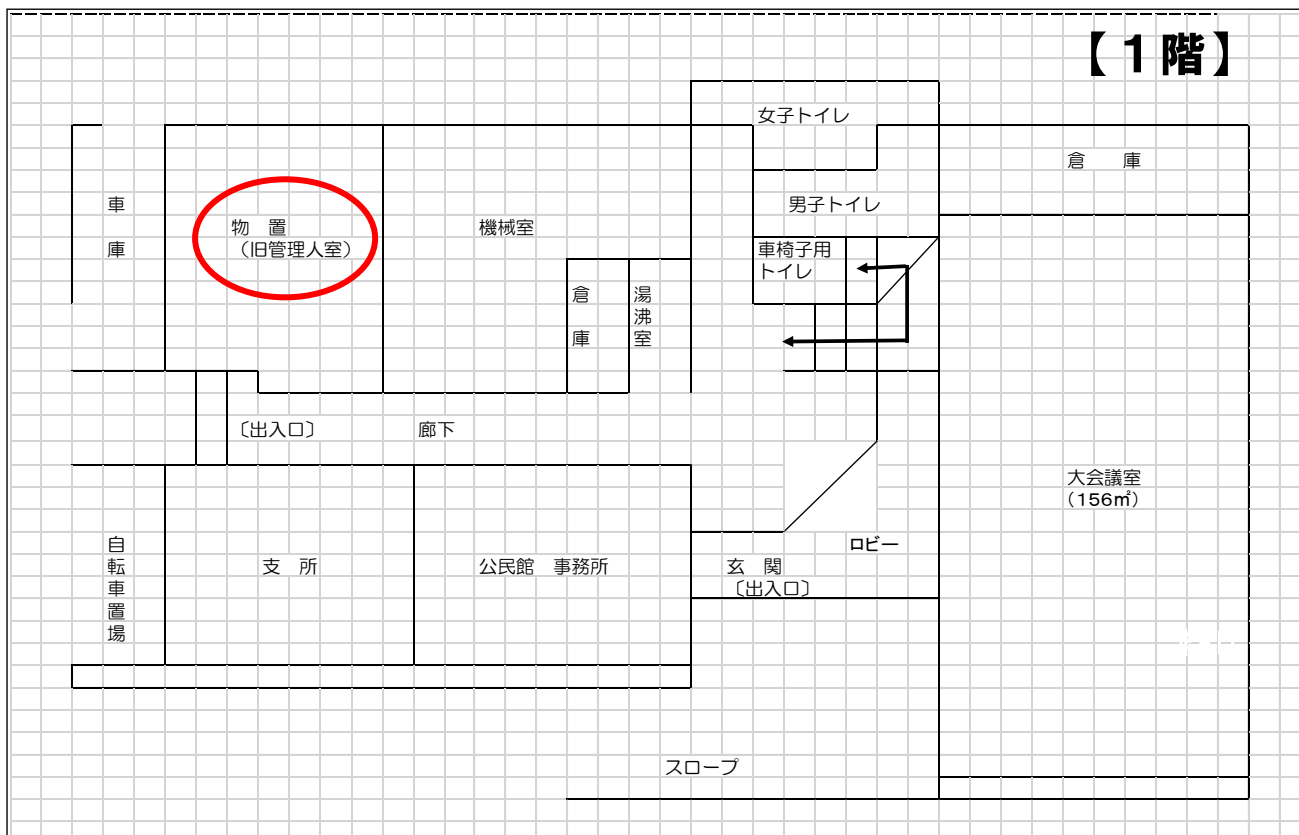 【１階】
女子トイレ
倉　庫
車庫
物　置
（旧管理人室）
機械室
男子トイレ
車椅子用
トイレ
倉庫
湯沸室
〔出入口〕
廊下
大会議室
（156㎡）
自転車置場
支　所
公民館　事務所
玄　関
〔出入口〕
ロビー
スロープ